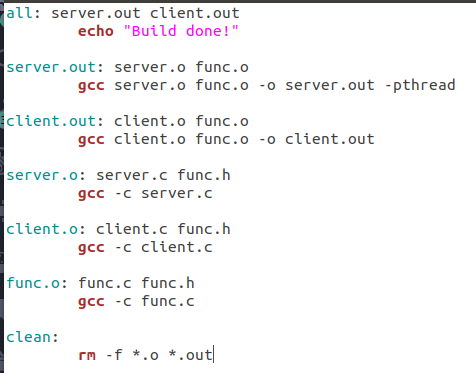 all: server.out client.out
echo "Build done!"
server.out: server.o func.o
gcc server.o func.o -o server.out -pthread
client.out: client.o func.o
gcc client.o func.o -o client.out
server.o: server.c func.h
gcc -c server.c
client.o: client.c func.h
gcc -c client.c
func.o: func.c func.h
gcc -c func.c
clean:
rm -f *.o *.out